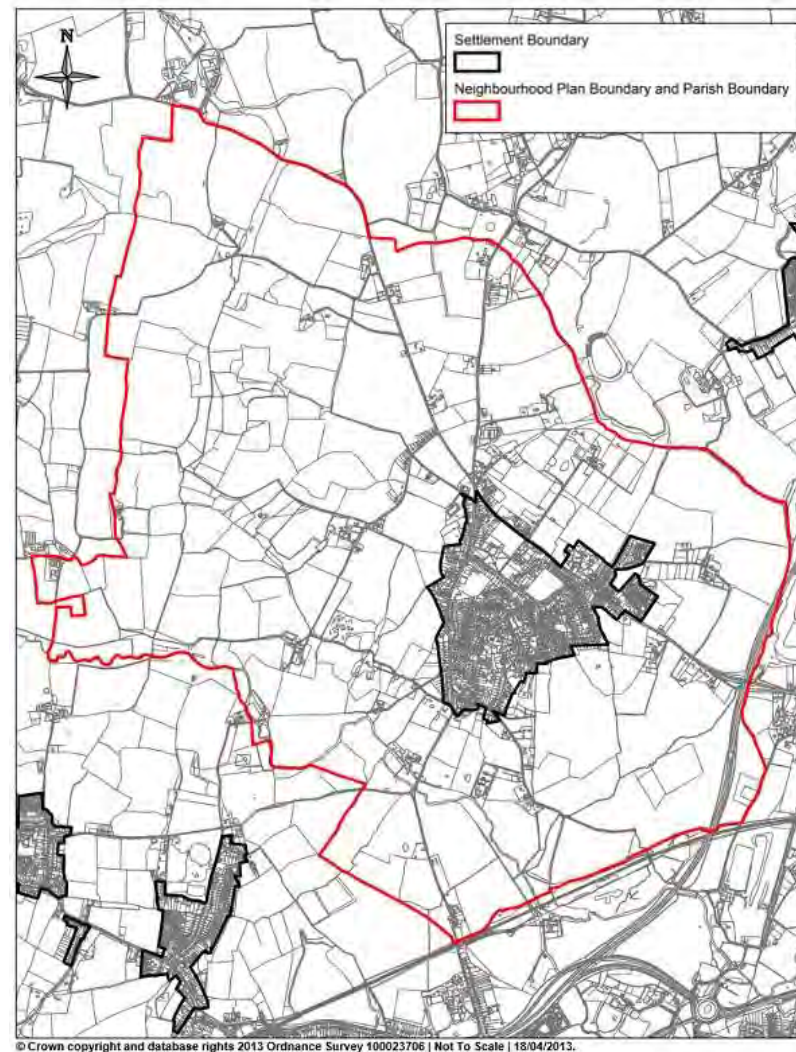 N
Settlement Boundary
Neighbourhood Plan Boundary and Parish Boundary
© Crown copyright and database rights 2013 Ordnance Survey 100023706 | Not To Scale | 18/04/2013.